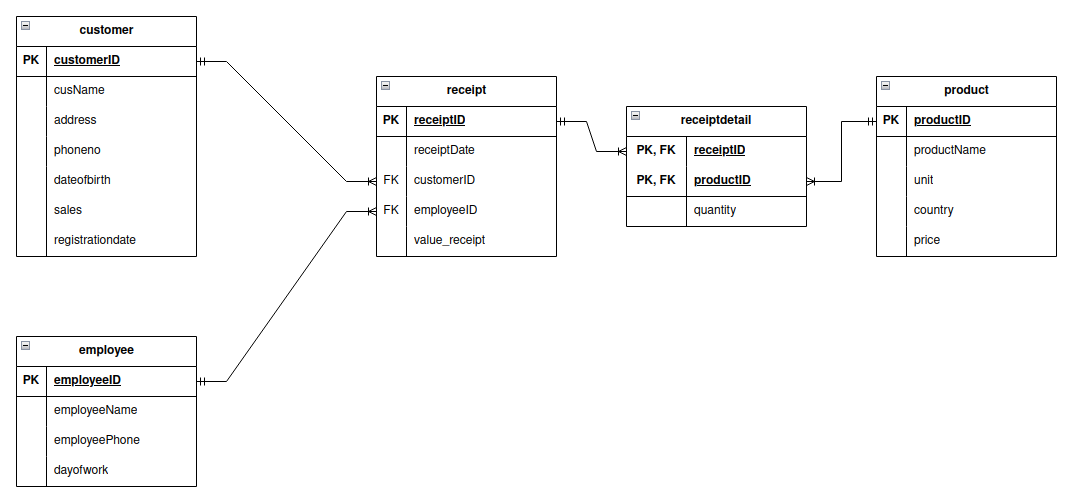 customer
PK customerID
cusName
address
phoneno
dateofbirth
sales
registrationdate
receipt
PK receiptID
receiptDate
FK customerID
FK employeeID
value_receipt
receiptdetail
PK, FK receiptID
PK, FK productID
quantity
product
PK productID
productName
unit
country
price
employee
PK employeeID
employeeName
employeePhone
dayofwork